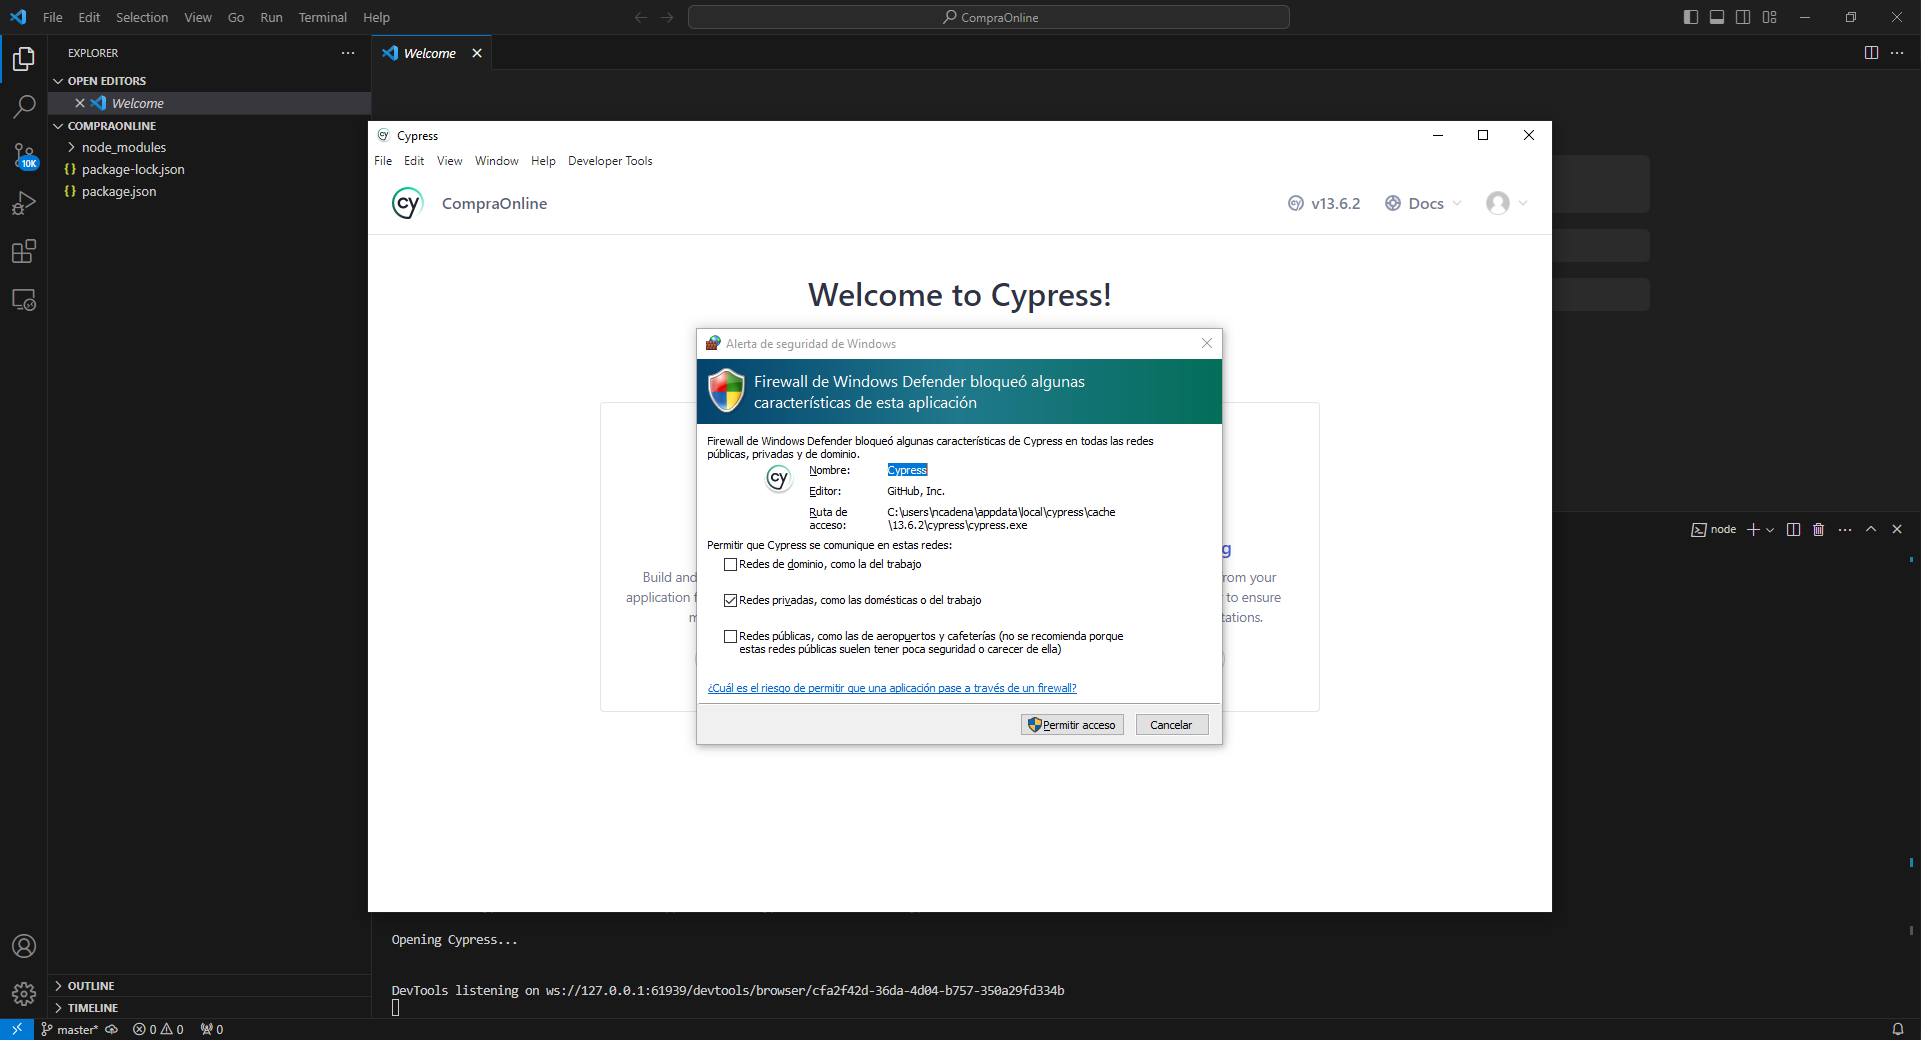 File Edit Selection View Go Run Terminal Help
CompraOnline
EXPLORER
Welcome
OPEN EDITORS
Welcome
COMPRAONLINE
node_modules
10K
{} package-lock.json
{} package.json
cy Cypress
File Edit View Window Help Developer Tools
cy CompraOnline
cy v13.6.2 Docs
Welcome to Cypress!
Alerta de seguridad de Windows
Firewall de Windows Defender bloqueó algunas
características de esta aplicación
Firewall de Windows Defender bloqueó algunas características de Cypress en todas las redes
públicas, privadas y de dominio.
cy
Nombre: Cypress
Editor: GitHub, Inc.
Ruta de acceso: C:\users\ncadena\appdata\local\cypress\cache
\13.6.2\cypress\cypress.exe
Permitir que Cypress se comunique en estas redes:
Redes de dominio, como la del trabajo
Redes privadas, como las domésticas o del trabajo
Redes públicas, como las de aeropuertos y cafeterías (no se recomienda porque
estas redes públicas suelen tener poca seguridad o carecer de ella)
¿Cuál es el riesgo de permitir que una aplicación pase a través de un firewall?
Permitir acceso Cancelar
g
Build and
rom your
application
to ensure
m
tations.
node
Opening Cypress...
DevTools listening on ws://127.0.0.1:61939/devtools/browser/cfa2f42d-36da-4d04-b757-350a29fd334b
OUTLINE
TIMELINE
master* 0 0 0